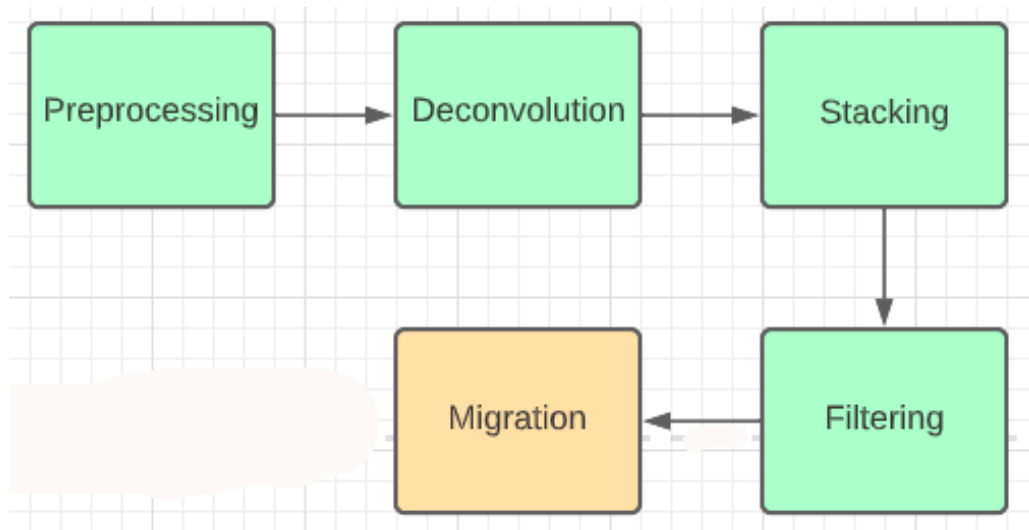 Preprocessing
Deconvolution
Stacking
Migration
Filtering